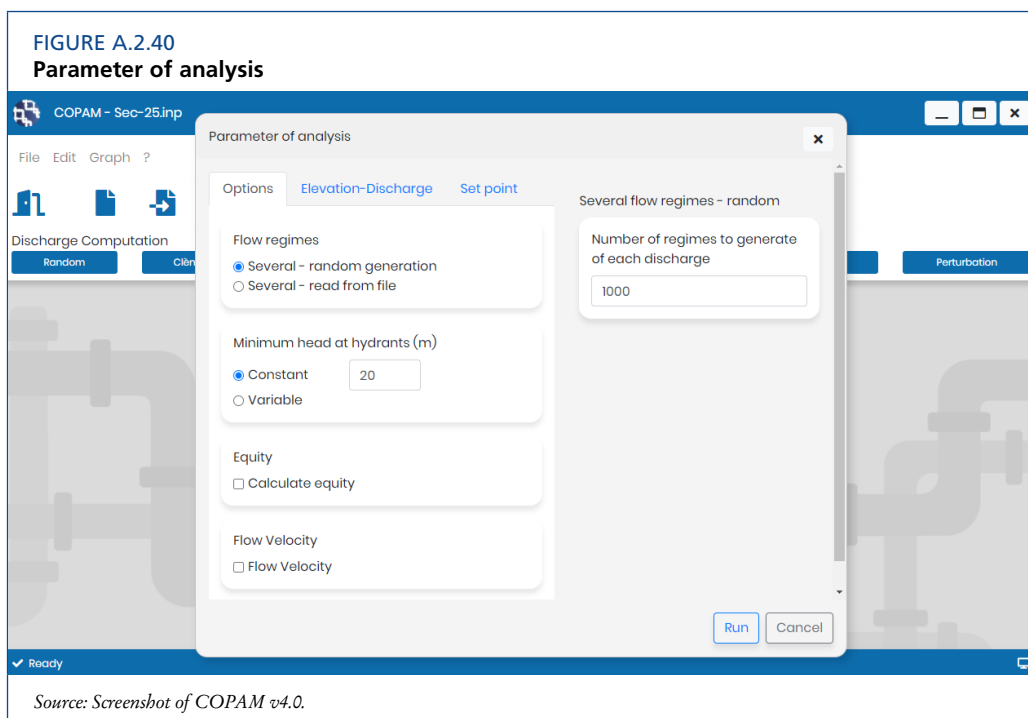 FIGURE A.2.40
Parameter of analysis
COPAM - Sec-25.inp
File Edit Graph ?
Discharge Computation
Random
Perturbation
Parameter of analysis
Options Elevation-Discharge Set point
Flow regimes
Several - random generation
Several - read from file
Minimum head at hydrants (m)
Constant 20
Variable
Equity
Calculate equity
Flow Velocity
Flow Velocity
Several flow regimes - random
Number of regimes to generate
of each discharge
1000
Run Cancel
Ready
Source: Screenshot of COPAM v4.0.